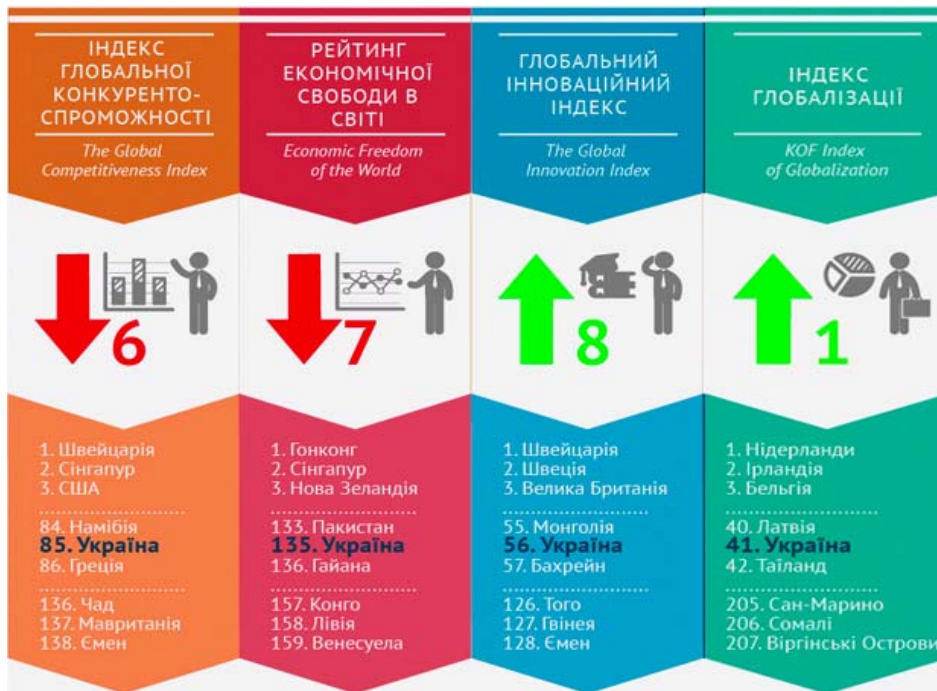 ІНДЕКС
ГЛОБАЛЬНОЇ
КОНКУРЕНТО-
СПРОМОЖНОСТІ
The Global
Competitiveness Index
6
1. Швейцарія
2. Сінгапур
3. США
84. Намібія
85. Україна
86. Греція
136. Чад
137. Мавританія
138. Ємен
РЕЙТИНГ
ЕКОНОМІЧНОЇ
СВОБОДИ В
СВІТІ
Economic Freedom
of the World
7
1. Гонконг
2. Сінгапур
3. Нова Зеландія
133. Пакистан
135. Україна
136. Гайана
157. Конго
158. Лівія
159. Венесуела
ГЛОБАЛЬНИЙ
ІННОВАЦІЙНИЙ
ІНДЕКС
The Global
Innovation Index
8
1. Швейцарія
2. Швеція
3. Велика Британія
55. Монголія
56. Україна
57. Бахрейн
126. Того
127. Гвінея
128. Ємен
ІНДЕКС
ГЛОБАЛІЗАЦІЇ
KOF Index
of Globalization
1
1. Нідерланди
2. Ірландія
3. Бельгія
40. Латвія
41. Україна
42. Таїланд
205. Сан-Марино
206. Сомалі
207. Віргінські Острови